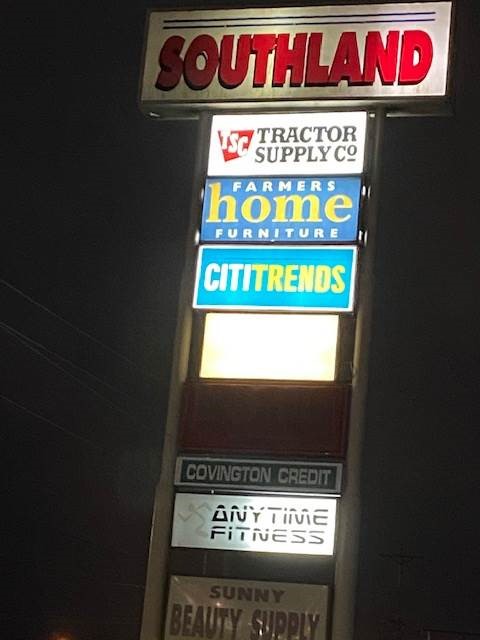 SOUTHLAND
TSC TRACTOR
SUPPLY CO
FARMERS
home
FURNITURE
CITITRENDS
COVINGTON CREDIT
ANYTIME
FITNESS
SUNNY
BEAUTY SUPPLY